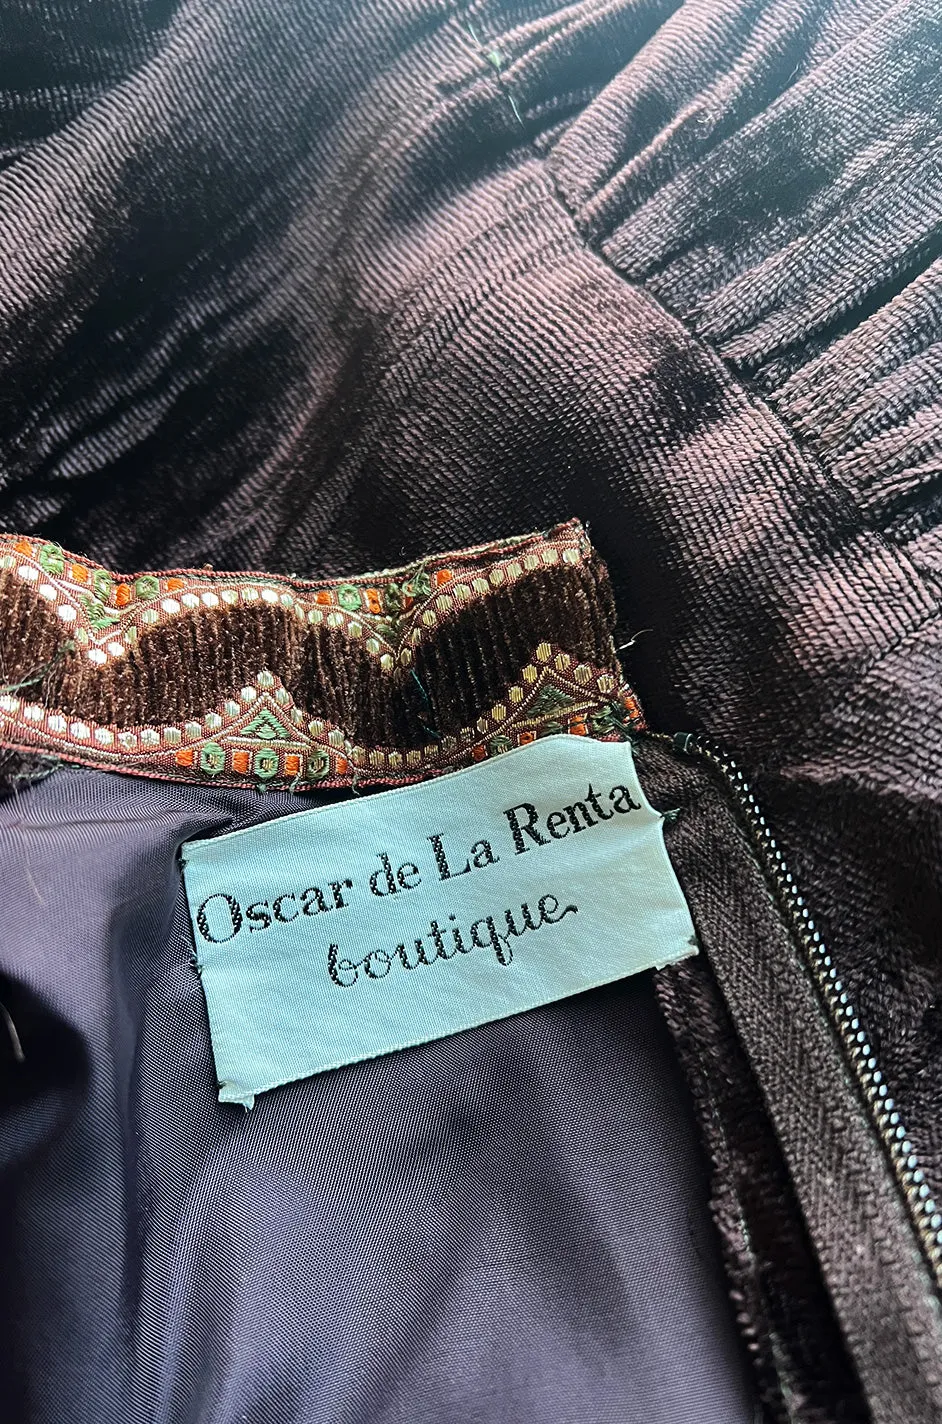 Oscar de La Renta
boutique